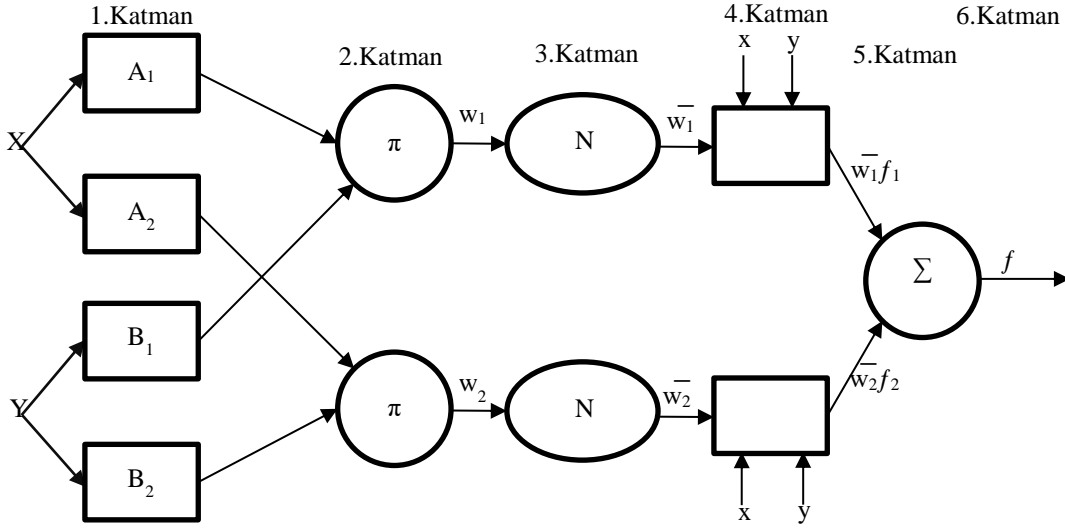 1.Katman
2.Katman
3.Katman
4.Katman
5.Katman
6.Katman
x y
A₁
X
π
w₁
N
w̅₁
w̅₁f₁
A₂
Σ
f
B₁
Y
π
w₂
N
w̅₂
w̅₂f₂
B₂
x y